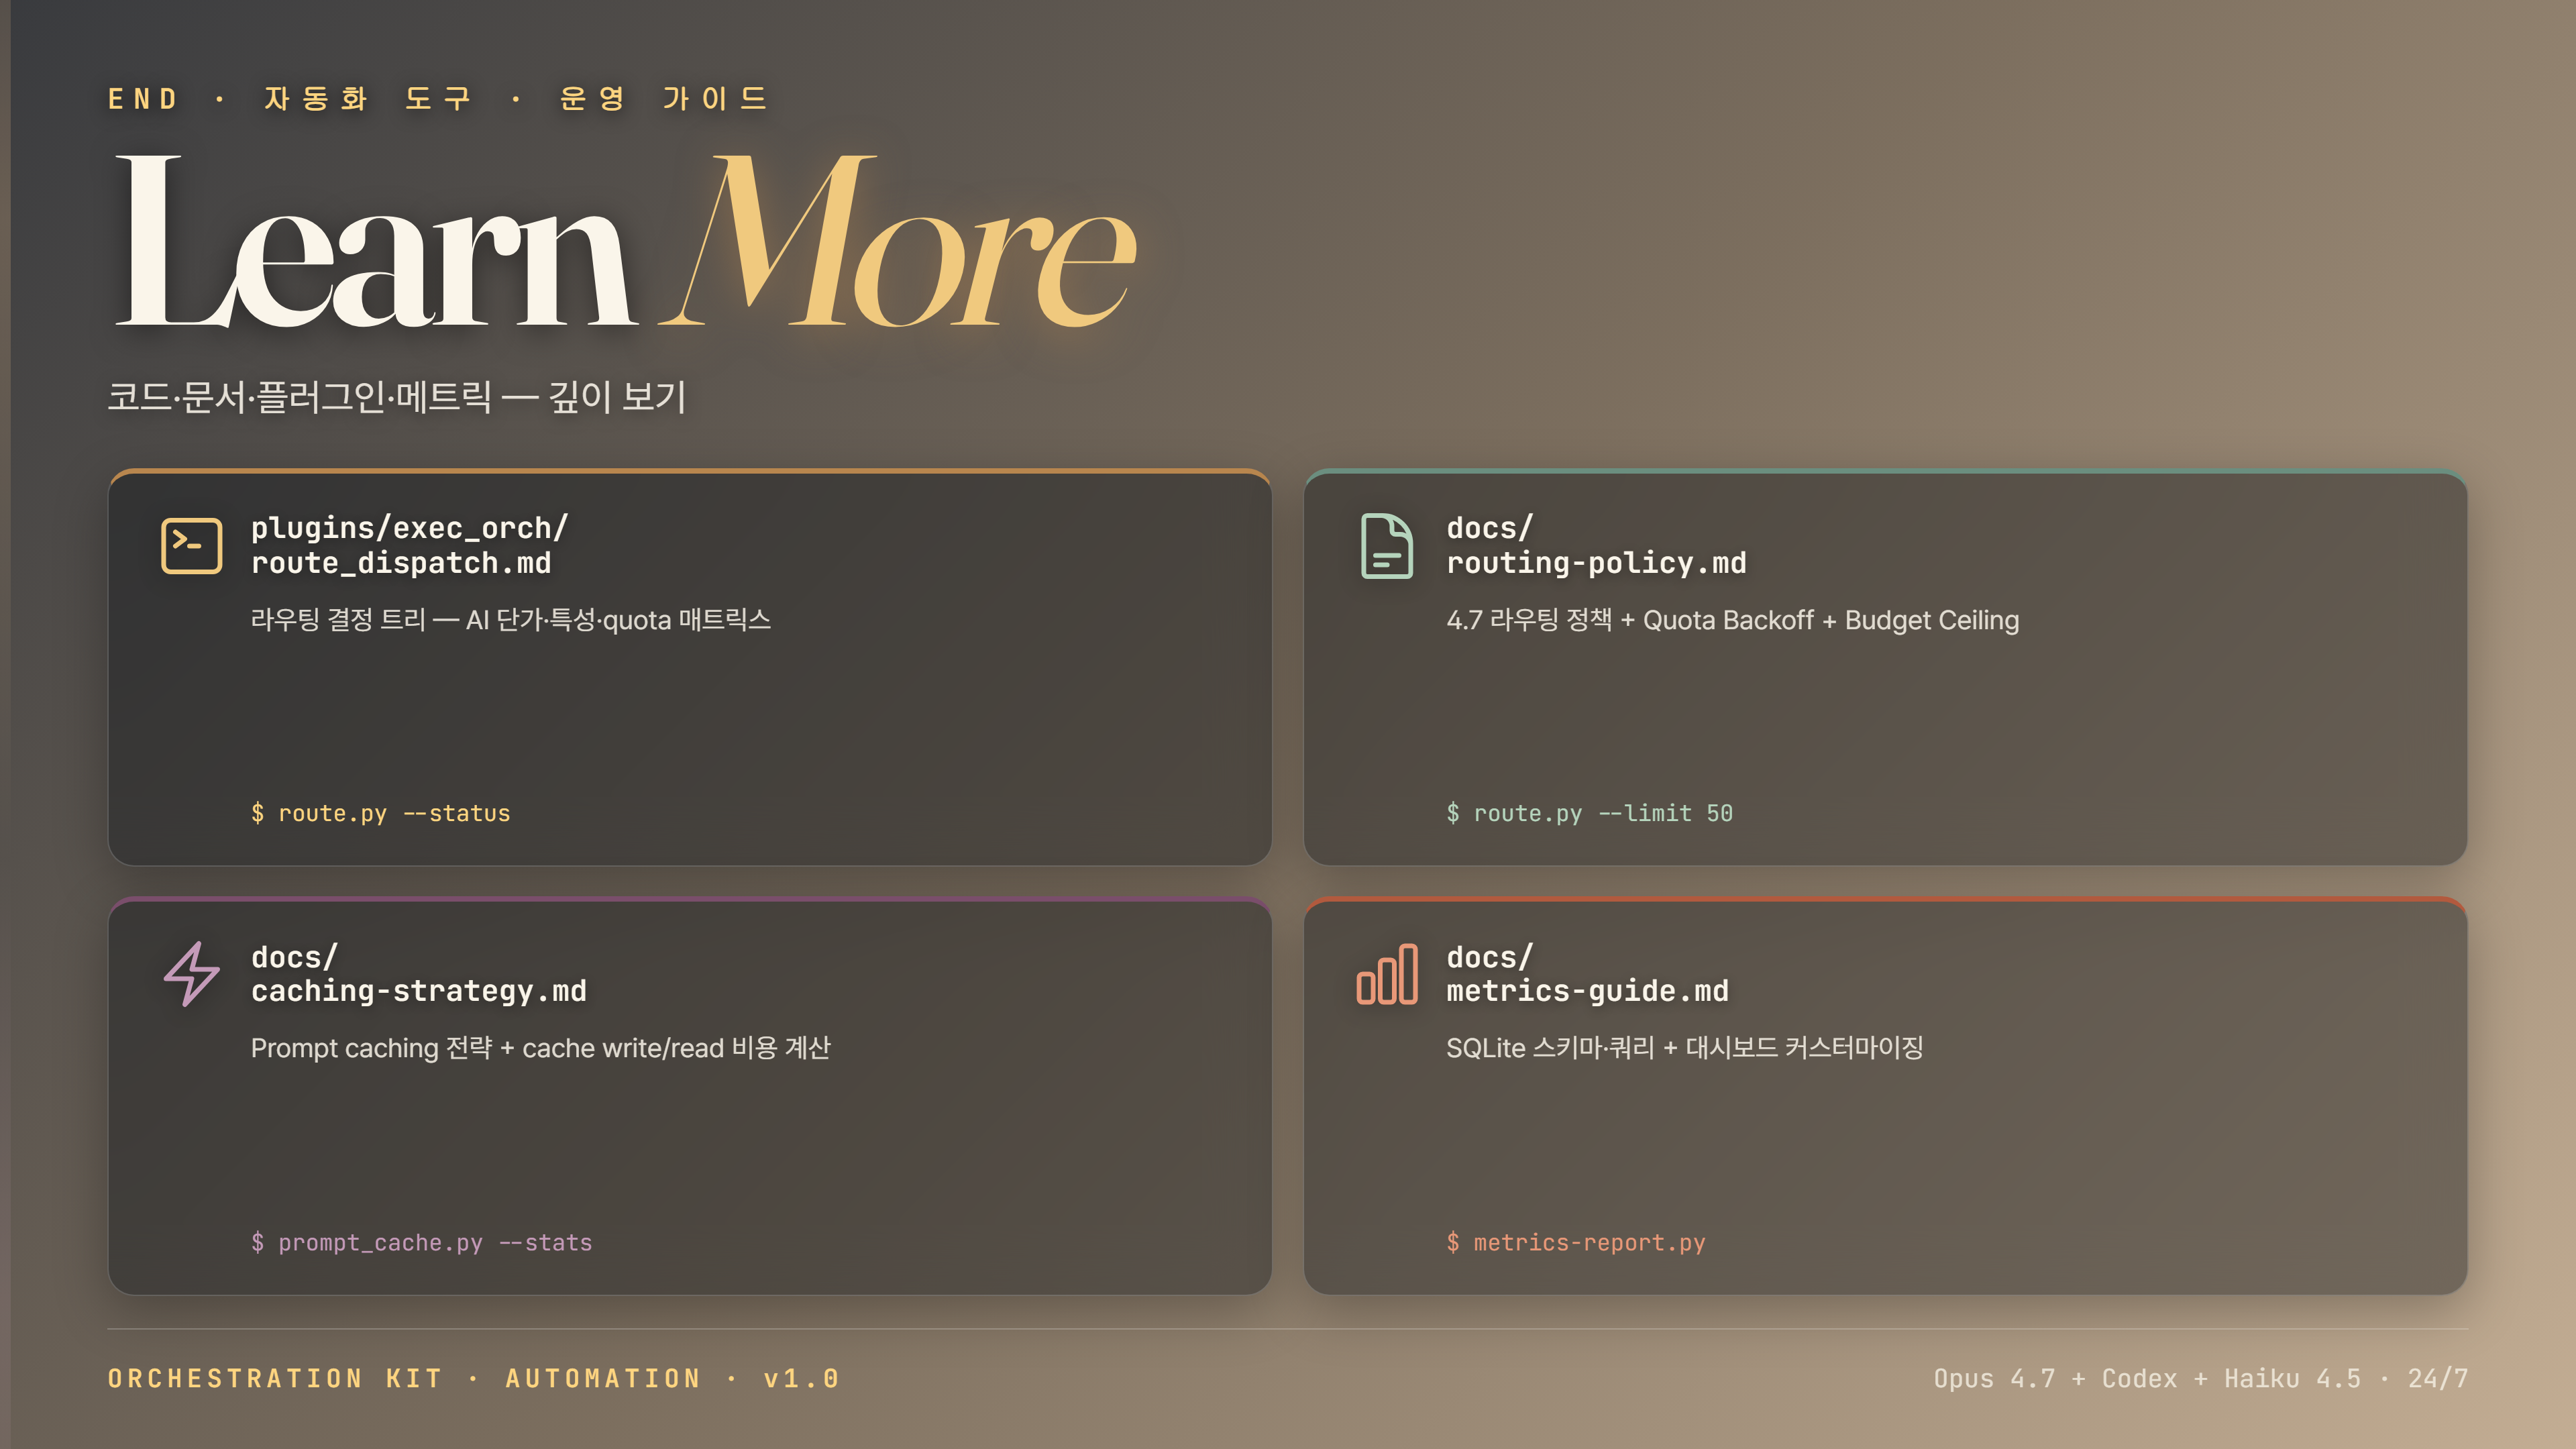 END · 자동화 도구 · 운영 가이드
Learn More
코드·문서·플러그인·메트릭 — 깊이 보기
plugins/exec_orch/
route_dispatch.md
라우팅 결정 트리 — AI 단가·특성·quota 매트릭스
$ route.py --status
docs/
routing-policy.md
4.7 라우팅 정책 + Quota Backoff + Budget Ceiling
$ route.py --limit 50
docs/
caching-strategy.md
Prompt caching 전략 + cache write/read 비용 계산
$ prompt_cache.py --stats
docs/
metrics-guide.md
SQLite 스키마·쿼리 + 대시보드 커스터마이징
$ metrics-report.py
ORCHESTRATION KIT · AUTOMATION · v1.0
Opus 4.7 + Codex + Haiku 4.5 · 24/7